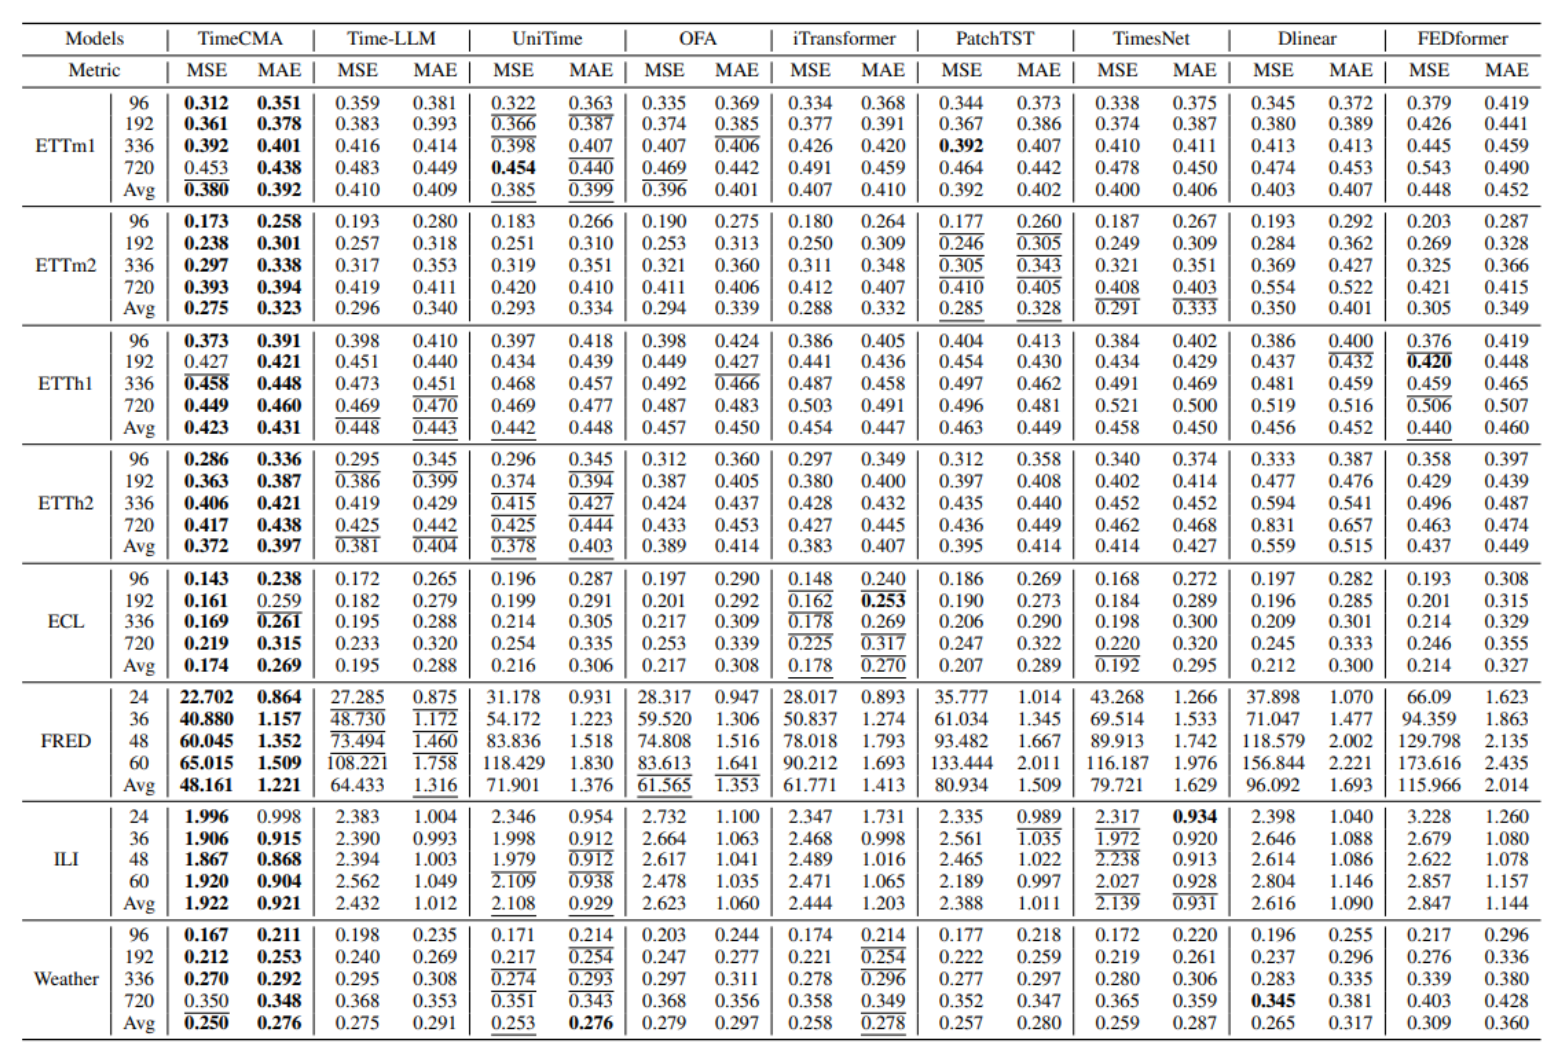 Models TimeCMA Time-LLM UniTime OFA iTransformer PatchTST TimesNet Dlinear FEDformer
Metric MSE MAE MSE MAE MSE MAE MSE MAE MSE MAE MSE MAE MSE MAE MSE MAE MSE MAE
96 0.312 0.351 0.359 0.381 0.322 0.363 0.335 0.369 0.334 0.368 0.344 0.373 0.338 0.375 0.345 0.372 0.379 0.419
192 0.361 0.378 0.383 0.393 0.366 0.387 0.374 0.385 0.377 0.391 0.367 0.386 0.374 0.387 0.380 0.389 0.426 0.441
ETTm1 336 0.392 0.401 0.416 0.414 0.398 0.407 0.407 0.406 0.426 0.420 0.392 0.407 0.410 0.411 0.413 0.413 0.445 0.459
720 0.453 0.438 0.483 0.449 0.454 0.440 0.469 0.442 0.491 0.459 0.464 0.442 0.478 0.450 0.474 0.453 0.543 0.490
Avg 0.380 0.392 0.410 0.409 0.385 0.399 0.396 0.401 0.407 0.410 0.392 0.402 0.400 0.406 0.403 0.407 0.448 0.452
96 0.173 0.258 0.193 0.280 0.183 0.266 0.190 0.275 0.180 0.264 0.177 0.260 0.187 0.267 0.193 0.292 0.203 0.287
192 0.238 0.301 0.257 0.318 0.251 0.310 0.253 0.313 0.250 0.309 0.246 0.305 0.249 0.309 0.284 0.362 0.269 0.328
ETTm2 336 0.297 0.338 0.317 0.353 0.319 0.351 0.321 0.360 0.311 0.348 0.305 0.343 0.321 0.351 0.369 0.427 0.325 0.366
720 0.393 0.394 0.419 0.411 0.420 0.410 0.411 0.406 0.412 0.407 0.410 0.405 0.408 0.403 0.554 0.522 0.421 0.415
Avg 0.275 0.323 0.296 0.340 0.293 0.334 0.294 0.339 0.288 0.332 0.285 0.328 0.291 0.333 0.350 0.401 0.305 0.349
96 0.373 0.391 0.398 0.410 0.397 0.418 0.398 0.424 0.386 0.405 0.404 0.413 0.384 0.402 0.386 0.400 0.376 0.419
192 0.427 0.421 0.451 0.440 0.434 0.439 0.449 0.427 0.441 0.436 0.454 0.430 0.434 0.429 0.437 0.432 0.420 0.448
ETTh1 336 0.458 0.448 0.473 0.451 0.468 0.457 0.492 0.466 0.487 0.458 0.497 0.462 0.491 0.469 0.481 0.459 0.459 0.465
720 0.449 0.460 0.469 0.470 0.469 0.477 0.487 0.483 0.503 0.491 0.496 0.481 0.521 0.500 0.519 0.516 0.506 0.507
Avg 0.423 0.431 0.448 0.443 0.442 0.448 0.457 0.450 0.454 0.447 0.463 0.449 0.458 0.450 0.456 0.452 0.440 0.460
96 0.286 0.336 0.295 0.345 0.296 0.345 0.312 0.360 0.297 0.349 0.312 0.358 0.340 0.374 0.333 0.387 0.358 0.397
192 0.363 0.387 0.386 0.399 0.374 0.394 0.387 0.405 0.380 0.400 0.397 0.408 0.402 0.414 0.477 0.476 0.429 0.439
ETTh2 336 0.406 0.421 0.419 0.429 0.415 0.427 0.424 0.437 0.428 0.432 0.435 0.440 0.452 0.452 0.594 0.541 0.496 0.487
720 0.417 0.438 0.425 0.442 0.425 0.444 0.433 0.453 0.427 0.445 0.436 0.449 0.462 0.468 0.831 0.657 0.463 0.474
Avg 0.372 0.397 0.381 0.404 0.378 0.403 0.389 0.414 0.383 0.407 0.395 0.414 0.414 0.427 0.559 0.515 0.437 0.449
96 0.143 0.238 0.172 0.265 0.196 0.287 0.197 0.290 0.148 0.240 0.186 0.269 0.168 0.272 0.197 0.282 0.193 0.308
192 0.161 0.259 0.182 0.279 0.199 0.291 0.201 0.292 0.162 0.253 0.190 0.273 0.184 0.289 0.196 0.285 0.201 0.315
ECL 336 0.169 0.261 0.195 0.288 0.214 0.305 0.217 0.309 0.178 0.269 0.206 0.290 0.198 0.300 0.209 0.301 0.214 0.329
720 0.219 0.315 0.233 0.320 0.254 0.335 0.253 0.339 0.225 0.317 0.247 0.322 0.220 0.320 0.245 0.333 0.246 0.355
Avg 0.174 0.269 0.195 0.288 0.216 0.306 0.217 0.308 0.178 0.270 0.207 0.289 0.192 0.295 0.212 0.300 0.214 0.327
24 22.702 0.864 27.285 0.875 31.178 0.931 28.317 0.947 28.017 0.893 35.777 1.014 43.268 1.266 37.898 1.070 66.09 1.623
36 40.880 1.157 48.730 1.172 54.172 1.223 59.520 1.306 50.837 1.274 61.034 1.345 69.514 1.533 71.047 1.477 94.359 1.863
FRED 48 60.045 1.352 73.494 1.460 83.836 1.518 74.808 1.516 78.018 1.793 93.482 1.667 89.913 1.742 118.579 2.002 129.798 2.135
60 65.015 1.509 108.221 1.758 118.429 1.830 83.613 1.641 90.212 1.693 133.444 2.011 116.187 1.976 156.844 2.221 173.616 2.435
Avg 48.161 1.221 64.433 1.316 71.901 1.376 61.565 1.353 61.771 1.413 80.934 1.509 79.721 1.629 96.092 1.693 115.966 2.014
24 1.996 0.998 2.383 1.004 2.346 0.954 2.732 1.100 2.347 1.731 2.335 0.989 2.317 0.934 2.398 1.040 3.228 1.260
36 1.906 0.915 2.390 0.993 1.998 0.912 2.664 1.063 2.468 0.998 2.561 1.035 1.972 0.920 2.646 1.088 2.679 1.080
ILI 48 1.867 0.868 2.394 1.003 1.979 0.912 2.617 1.041 2.489 1.016 2.465 1.022 2.238 0.913 2.614 1.086 2.622 1.078
60 1.920 0.904 2.562 1.049 2.109 0.938 2.478 1.035 2.471 1.065 2.189 0.997 2.027 0.928 2.804 1.146 2.857 1.157
Avg 1.922 0.921 2.432 1.012 2.108 0.929 2.623 1.060 2.444 1.203 2.388 1.011 2.139 0.931 2.616 1.090 2.847 1.144
96 0.167 0.211 0.198 0.235 0.171 0.214 0.203 0.244 0.174 0.214 0.177 0.218 0.172 0.220 0.196 0.255 0.217 0.296
192 0.212 0.253 0.240 0.269 0.217 0.254 0.247 0.277 0.221 0.254 0.222 0.259 0.219 0.261 0.237 0.296 0.276 0.336
Weather 336 0.270 0.292 0.295 0.308 0.274 0.293 0.297 0.311 0.278 0.296 0.277 0.297 0.280 0.306 0.283 0.335 0.339 0.380
720 0.350 0.348 0.368 0.353 0.351 0.343 0.368 0.356 0.358 0.349 0.352 0.347 0.365 0.359 0.345 0.381 0.403 0.428
Avg 0.250 0.276 0.275 0.291 0.253 0.276 0.279 0.297 0.258 0.278 0.257 0.280 0.259 0.287 0.265 0.317 0.309 0.360